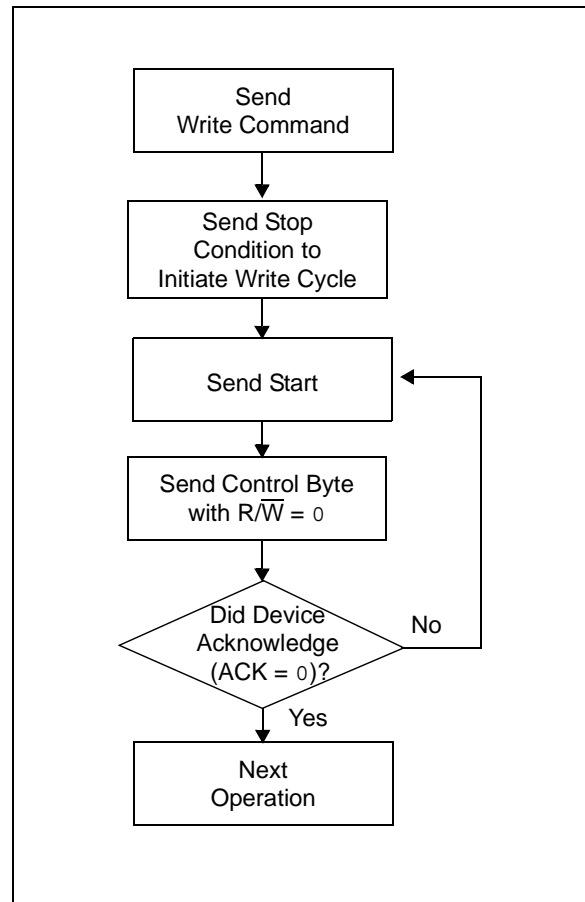 Send
Write Command
Send Stop
Condition to
Initiate Write Cycle
Send Start
Send Control Byte
with R/W̅ = 0
Did Device
Acknowledge
(ACK = 0)?
No
Yes
Next
Operation